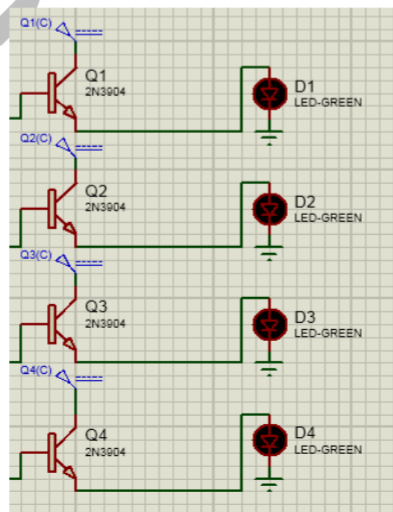 Q1(C)
Q1
2N3904
D1
LED-GREEN
Q2(C)
Q2
2N3904
D2
LED-GREEN
Q3(C)
Q3
2N3904
D3
LED-GREEN
Q4(C)
Q4
2N3904
D4
LED-GREEN